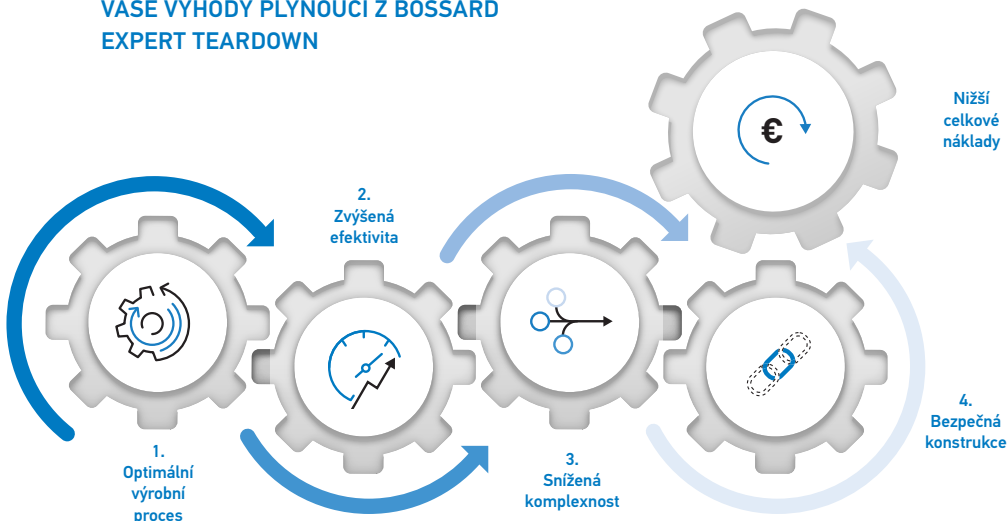 VAŠE VÝHODY PLYNOUCÍ Z BOSSARD
EXPERT TEARDOWN
€
Nižší
celkové
náklady
2.
Zvýšená
efektivita
1.
Optimální
výrobní
proces
3.
Snížená
komplexnost
4.
Bezpečná
konstrukce